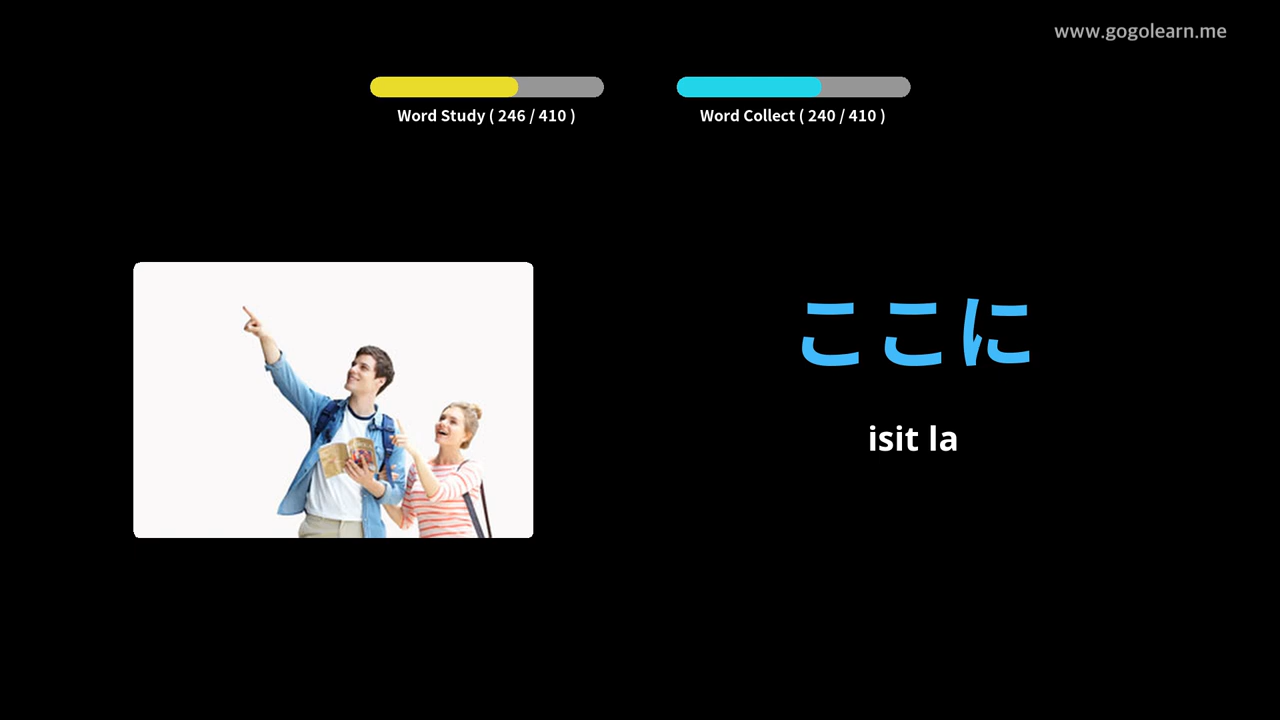 www.gogolearn.me
Word Study ( 246 / 410 )
Word Collect ( 240 / 410 )
ここに
isit la